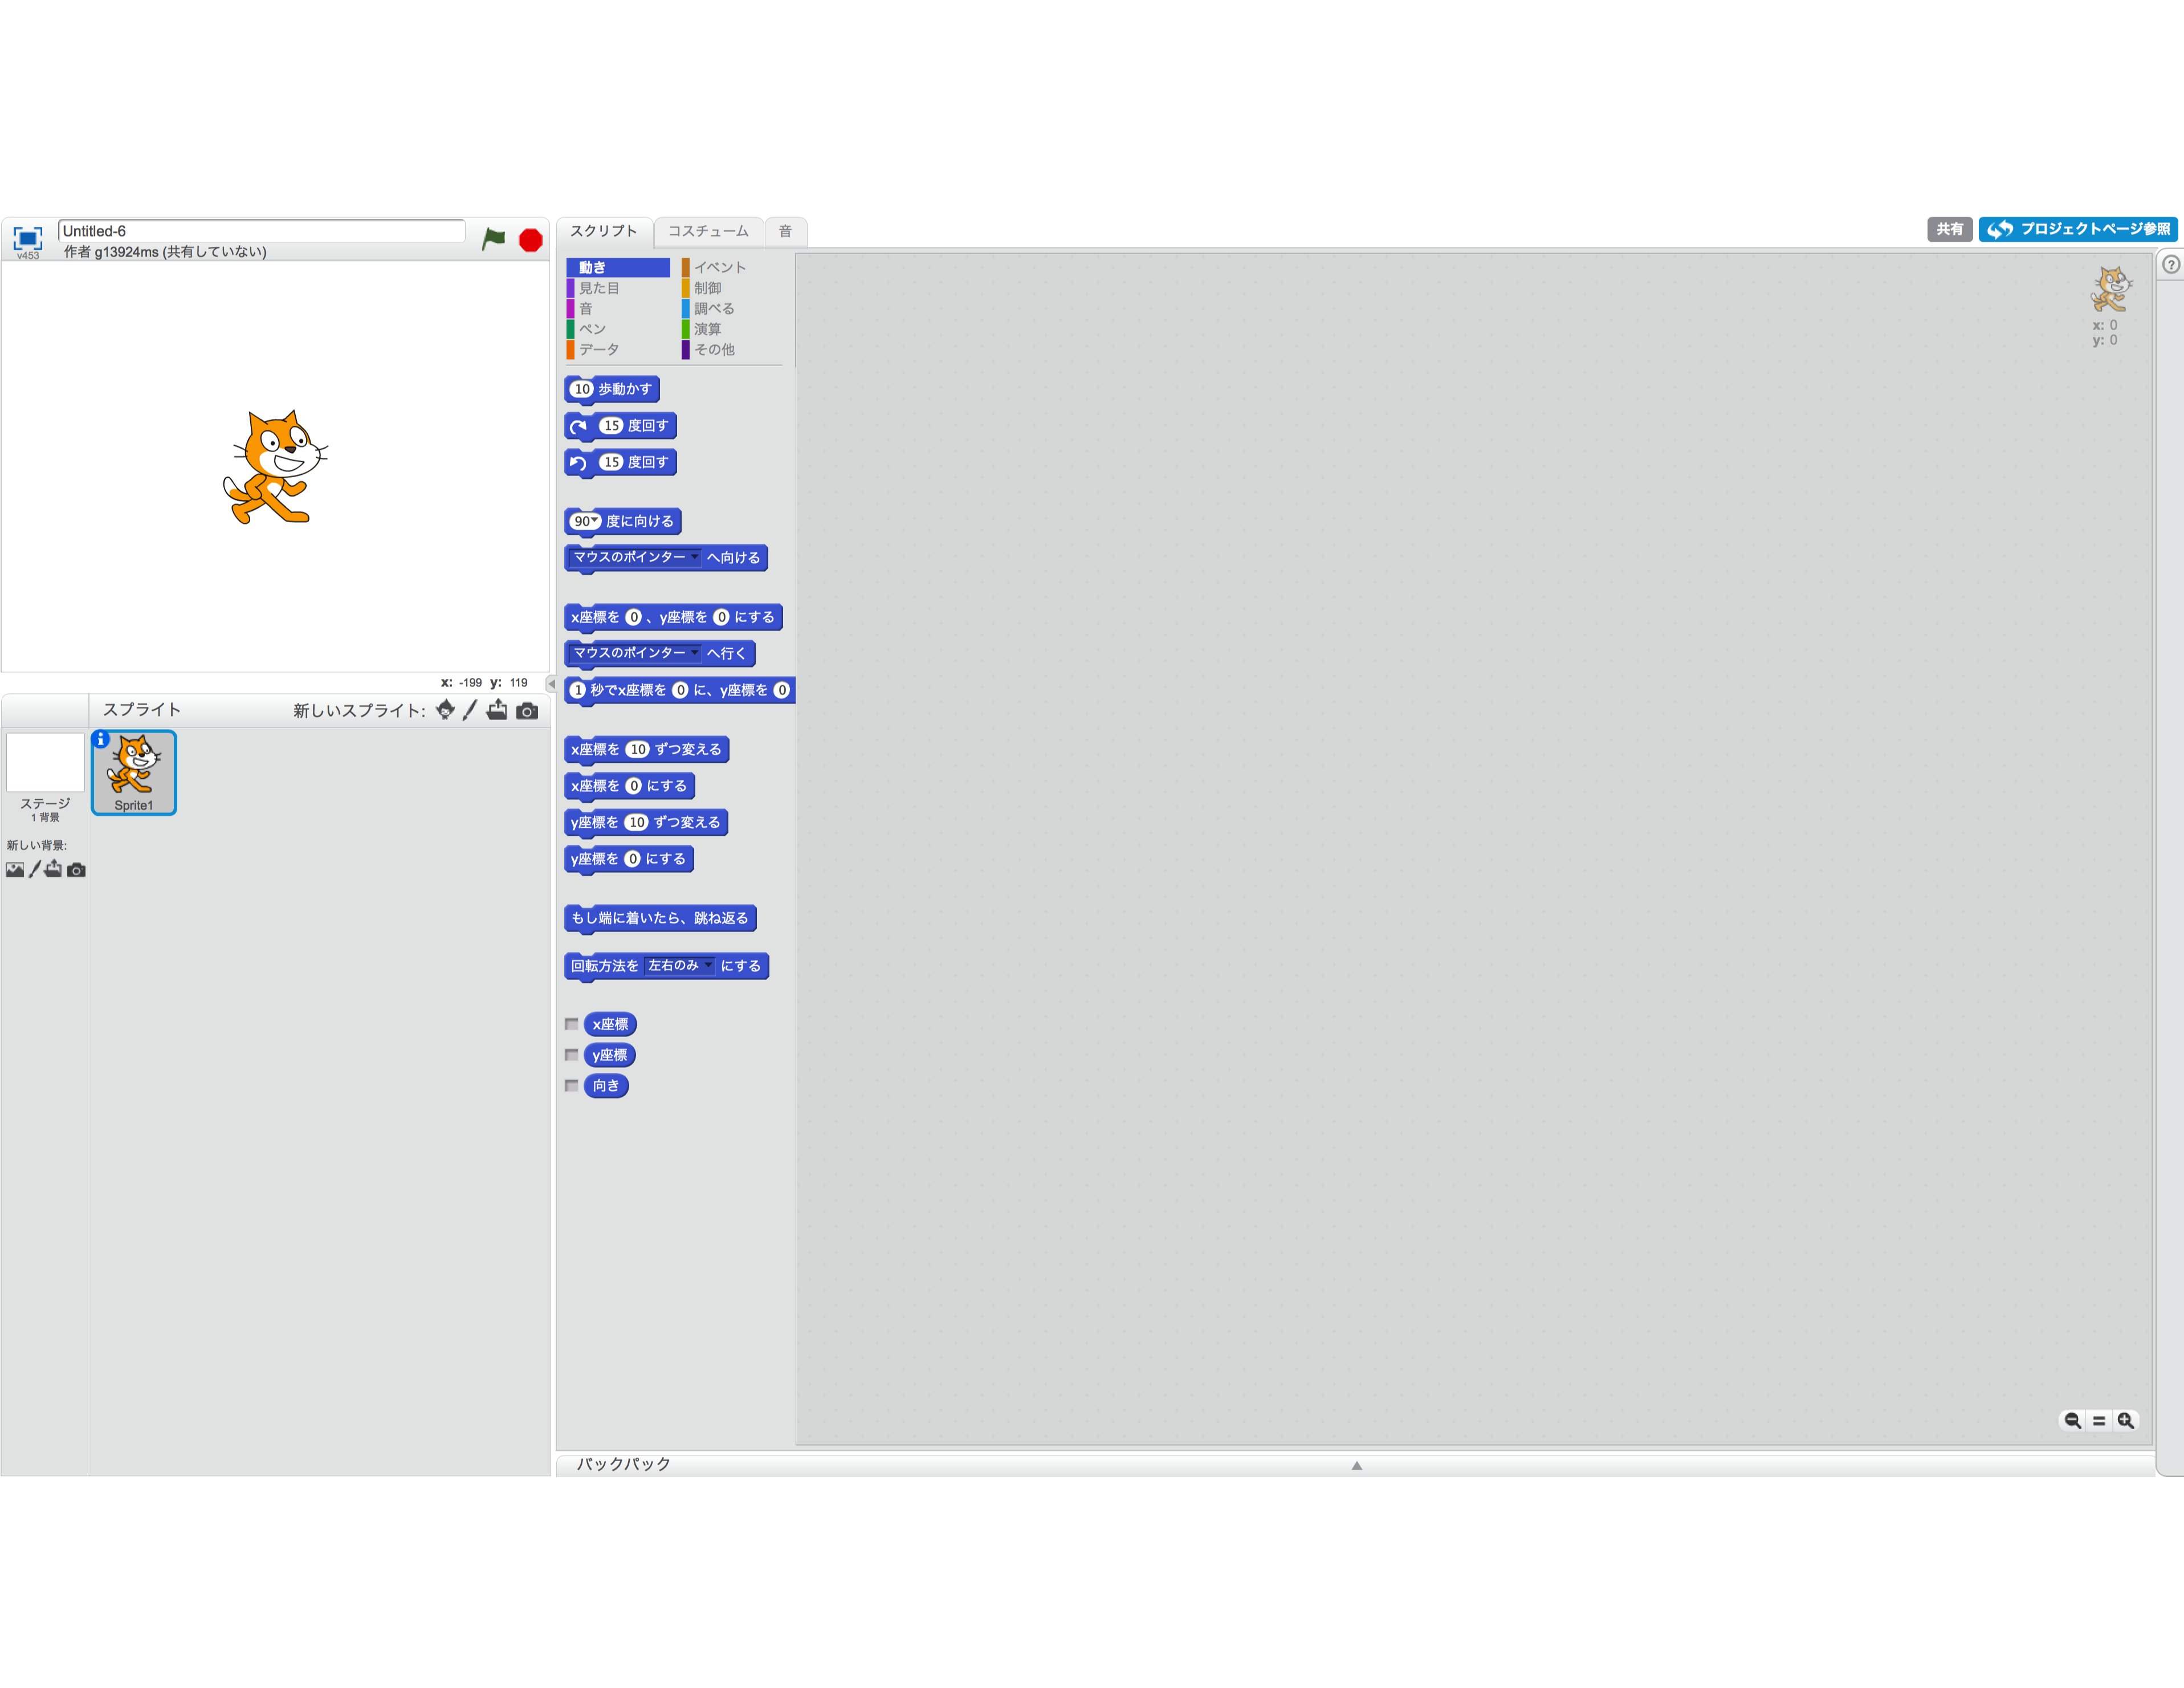 Untitled-6
v453
作者 g13924ms (共有していない)
スクリプト
コスチューム
音
共有
プロジェクトページ参照
動き
イベント
見た目
制御
音
調べる
ペン
演算
データ
その他
?
x: 0
y: 0
10 歩動かす
15 度回す
15 度回す
90 度に向ける
マウスのポインター へ向ける
x座標を 0 、y座標を 0 にする
マウスのポインター へ行く
1 秒でx座標を 0 に、y座標を 0
x座標を 10 ずつ変える
x座標を 0 にする
y座標を 10 ずつ変える
y座標を 0 にする
もし端に着いたら、跳ね返る
回転方法を 左右のみ にする
x座標
y座標
向き
x: -199 y: 119
スプライト
新しいスプライト:
Sprite1
ステージ
1 背景
新しい背景:
バックパック